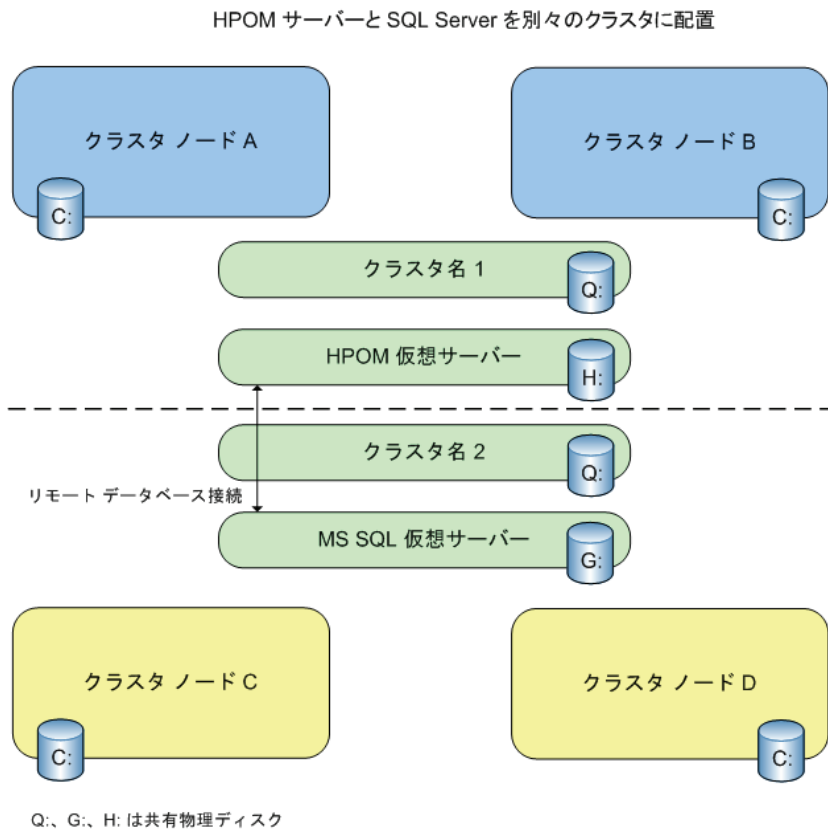 HPOM サーバーと SQL Server を別々のクラスタに配置
クラスタ ノード A
クラスタ ノード B
C:
C:
クラスタ名 1
Q:
HPOM 仮想サーバー
H:
クラスタ名 2
Q:
リモート データベース接続
MS SQL 仮想サーバー
G:
クラスタ ノード C
クラスタ ノード D
C:
C:
Q:、G:、H: は共有物理ディスク